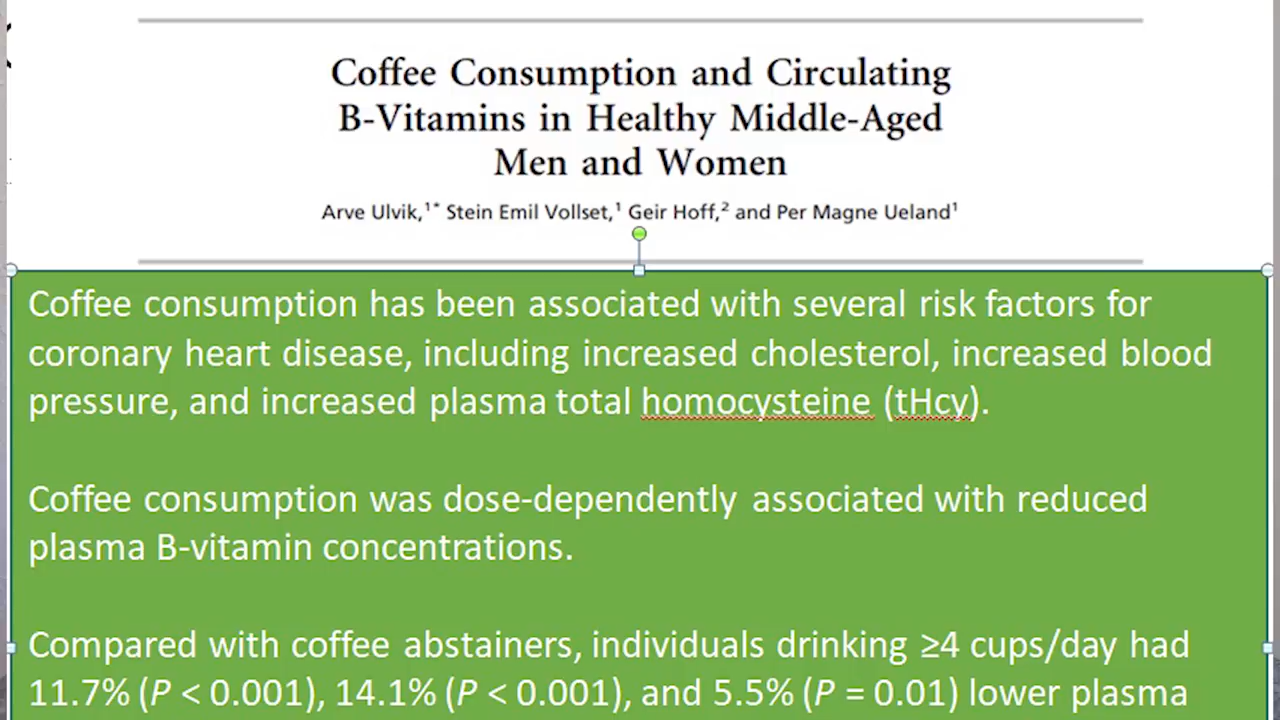 Coffee Consumption and Circulating
B-Vitamins in Healthy Middle-Aged
Men and Women
Arve Ulvik,¹* Stein Emil Vollset,¹ Geir Hoff,² and Per Magne Ueland¹
Coffee consumption has been associated with several risk factors for
coronary heart disease, including increased cholesterol, increased blood
pressure, and increased plasma total homocysteine (tHcy).
Coffee consumption was dose-dependently associated with reduced
plasma B-vitamin concentrations.
Compared with coffee abstainers, individuals drinking ≥4 cups/day had
11.7% (P < 0.001), 14.1% (P < 0.001), and 5.5% (P = 0.01) lower plasma